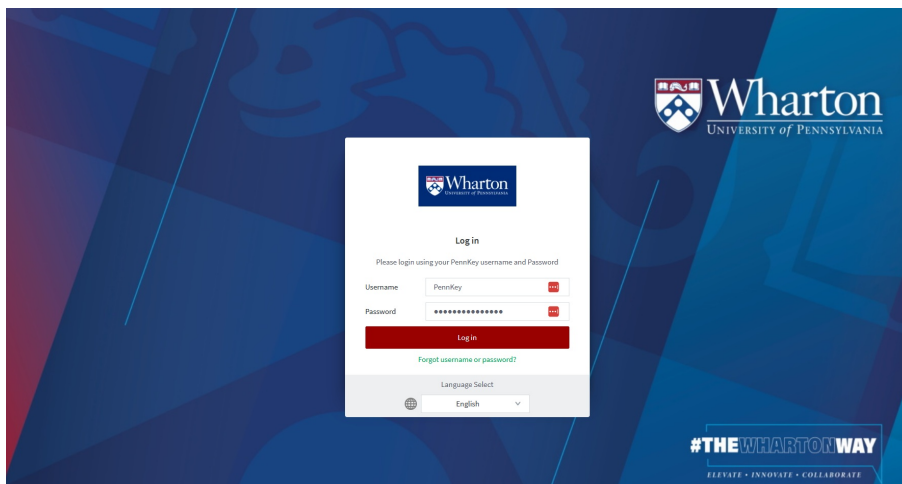 Wharton
UNIVERSITY of PENNSYLVANIA
Wharton
UNIVERSITY of PENNSYLVANIA
Log in
Please login using your PennKey username and Password
Username PennKey
Password •••••••••••••••
Log in
Forgot username or password?
Language Select
English
#THEWHARTONWAY
ELEVATE • INNOVATE • COLLABORATE